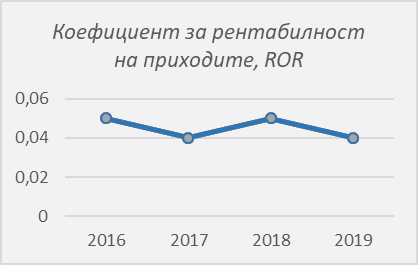 Коефициент за рентабилност
на приходите, ROR
0,06
0,04
0,02
0
2016 2017 2018 2019